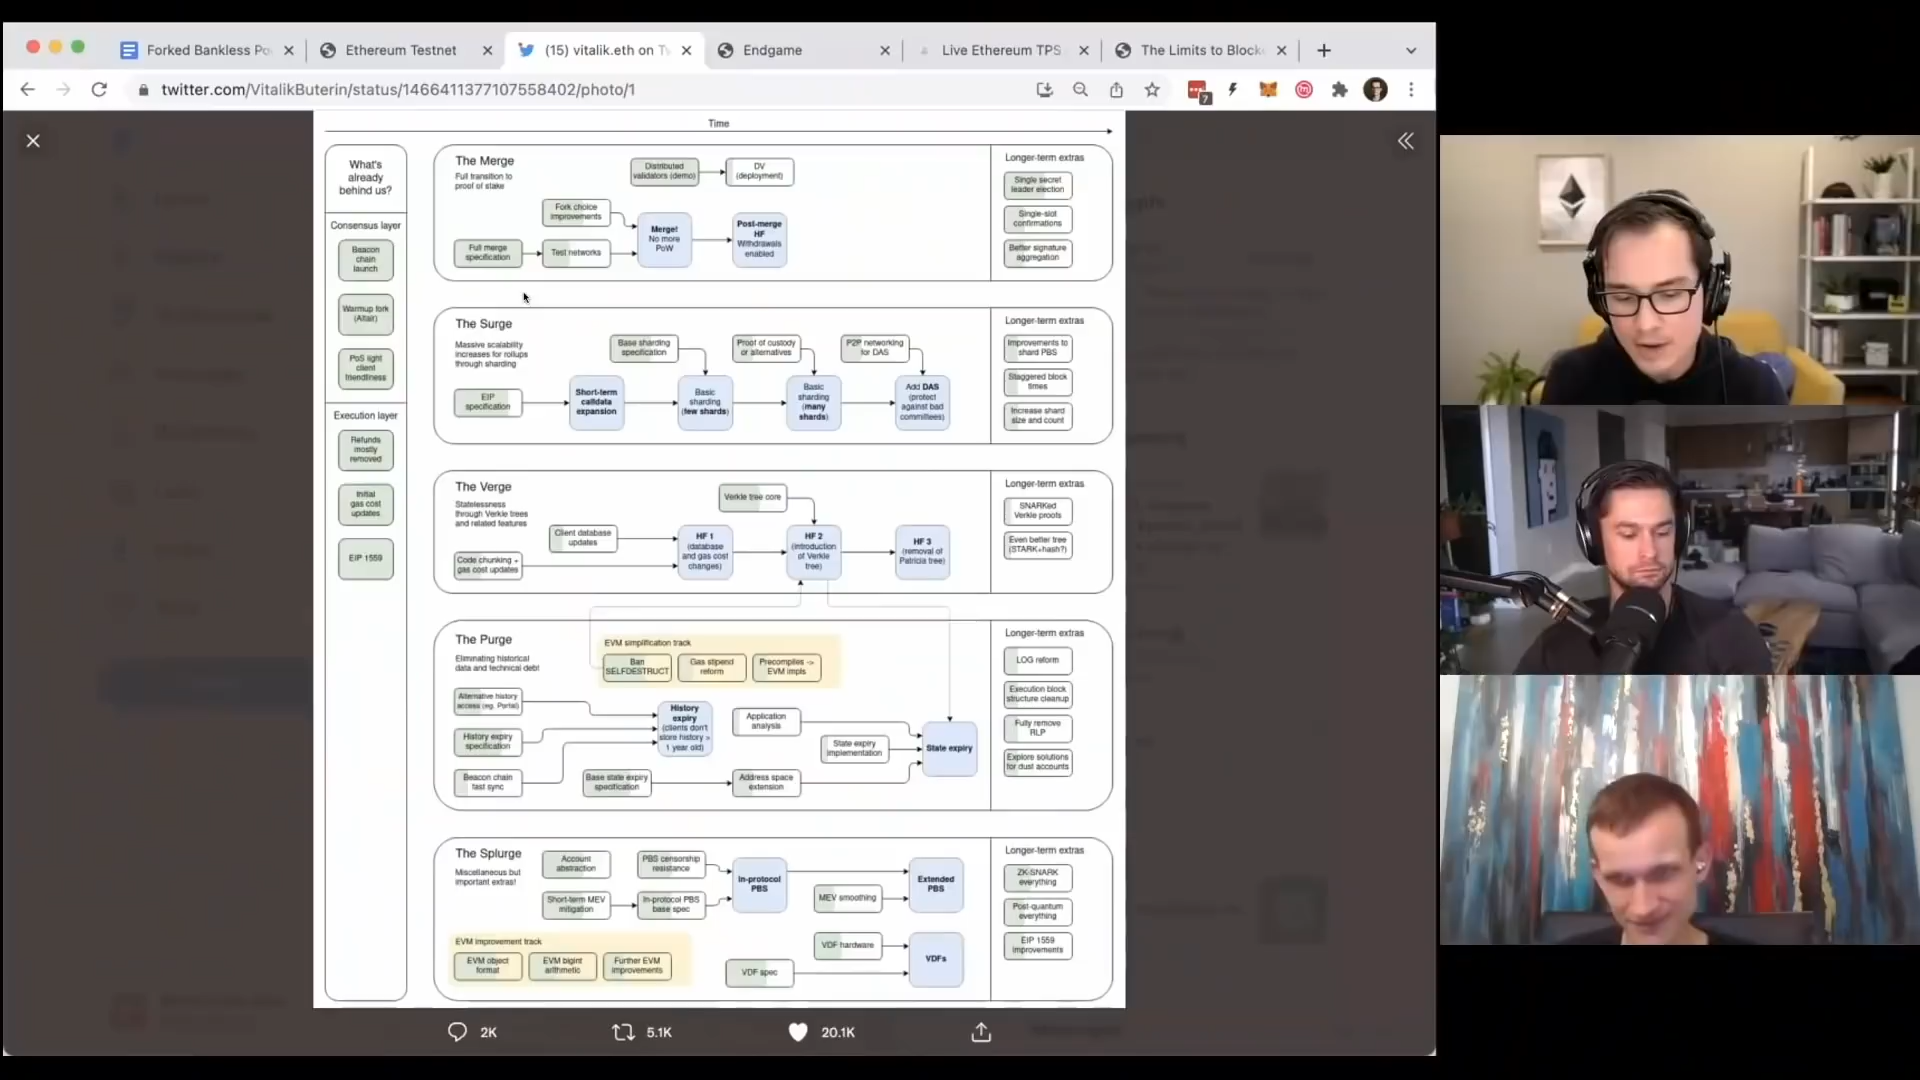 Forked Bankless Po
Ethereum Testnet
(15) vitalik.eth on Tw
Endgame
Live Ethereum TPS
The Limits to Blockc
twitter.com/VitalikButerin/status/1466411377107558402/photo/1
7
Time
What's
already
behind us?
Consensus layer
Beacon
chain
launch
Warmup fork
(Altair)
PoS light
client
friendliness
Execution layer
Refunds
mostly
removed
Initial
gas cost
updates
EIP 1559
The Merge
Full transition to
proof of stake
Distributed
validators (demo)
DV
(deployment)
Fork choice
improvements
Full merge
specification
Test networks
Merge!
No more
PoW
Post-merge
HF
Withdrawals
enabled
Longer-term extras
Single secret
leader election
Single-slot
confirmations
Better signature
aggregation
The Surge
Massive scalability
increases for rollups
through sharding
Base sharding
specification
Proof of custody
or alternatives
P2P networking
for DAS
EIP
specification
Short-term
calldata
expansion
Basic
sharding
(few shards)
Basic
sharding
(many
shards)
Add DAS
(protect
against bad
committees)
Longer-term extras
Improvements to
shard PBS
Staggered block
times
Increase shard
size and count
The Verge
Statelessness
through Verkle trees
and related features
Verkle tree core
Client database
updates
Code chunking +
gas cost updates
HF 1
(database
and gas cost
changes)
HF 2
(introduction
of Verkle
tree)
HF 3
(removal of
Patricia tree)
Longer-term extras
SNARKed
Verkle proofs
Even better tree
(STARK+hash?)
The Purge
Eliminating historical
data and technical debt
EVM simplification track
Ban
SELFDESTRUCT
Gas stipend
reform
Precompiles ->
EVM impls
Alternative history
access (eg. Portal)
History expiry
specification
Beacon chain
fast sync
History
expiry
(clients don't
store history >
1 year old)
Application
analysis
State expiry
implementation
Base state expiry
specification
Address space
extension
State expiry
Longer-term extras
LOG reform
Execution block
structure cleanup
Fully remove
RLP
Explore solutions
for dust accounts
The Splurge
Miscellaneous but
important extras!
Account
abstraction
PBS censorship
resistance
Short-term MEV
mitigation
In-protocol PBS
base spec
In-protocol
PBS
MEV smoothing
Extended
PBS
EVM improvement track
EVM object
format
EVM bigint
arithmetic
Further EVM
improvements
VDF hardware
VDF spec
VDFs
Longer-term extras
ZK-SNARK
everything
Post-quantum
everything
EIP 1559
improvements
2K
5.1K
20.1K